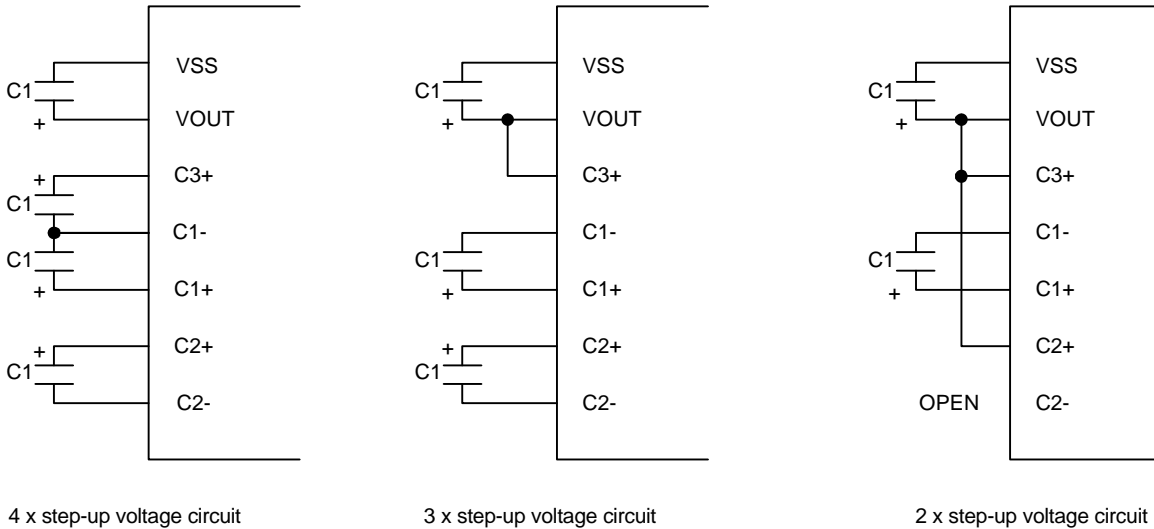 VSS
C1
VOUT
+
+
C3+
C1
C1-
C1
C1+
+
+
C2+
C1
C2-
4 x step-up voltage circuit
VSS
C1
VOUT
+
C3+
C1-
C1
C1+
+
+
C2+
C1
C2-
3 x step-up voltage circuit
VSS
C1
VOUT
+
C3+
C1-
C1
C1+
+
C2+
OPEN
C2-
2 x step-up voltage circuit